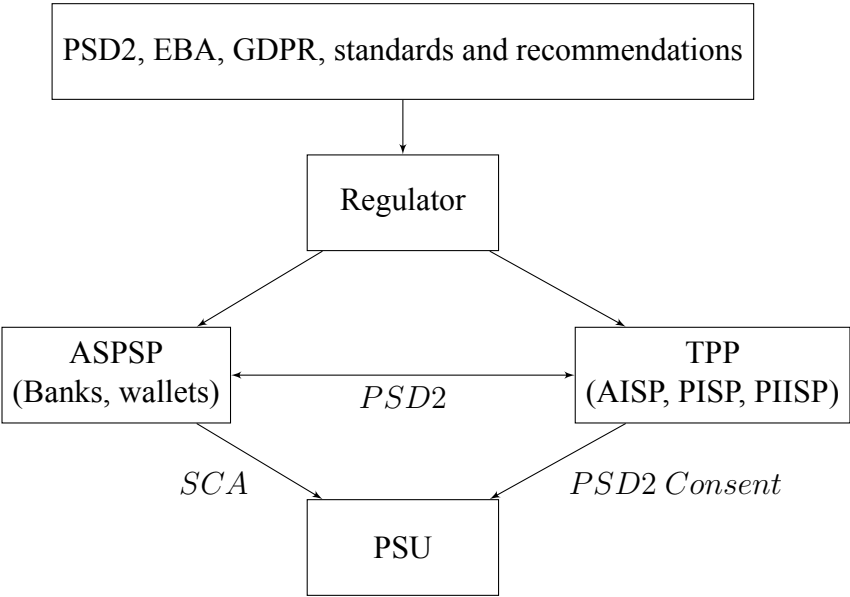 PSD2, EBA, GDPR, standards and recommendations
Regulator
ASPSP
(Banks, wallets)
PSD2
TPP
(AISP, PISP, PIISP)
SCA
PSD2 Consent
PSU